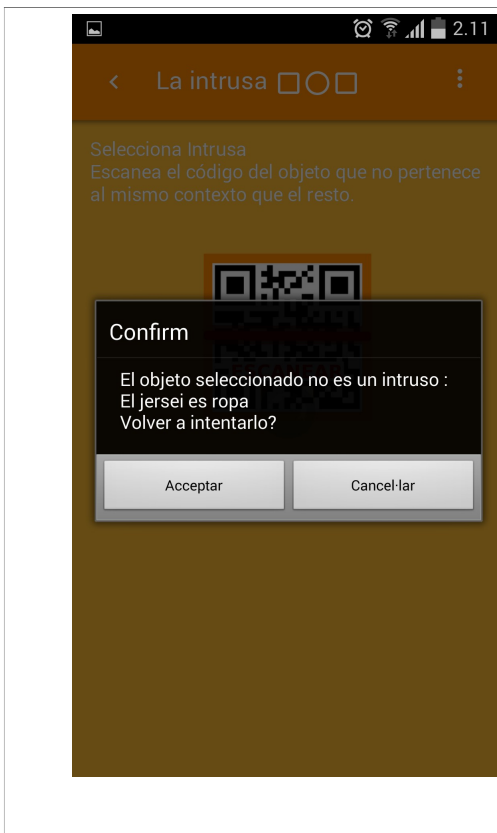 2.11
La intrusa
Selecciona Intrusa
Escanea el código del objeto que no pertenece
al mismo contexto que el resto.
ESCANEAR
Confirm
El objeto seleccionado no es un intruso :
El jersei es ropa
Volver a intentarlo?
Acceptar
Cancel·lar